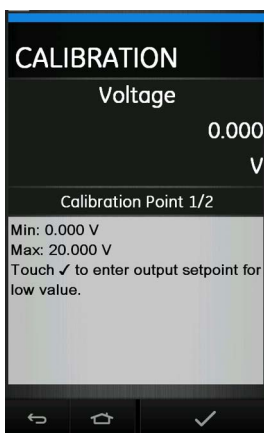 CALIBRATION
Voltage
0.000
V
Calibration Point 1/2
Min: 0.000 V
Max: 20.000 V
Touch ✓ to enter output setpoint for
low value.